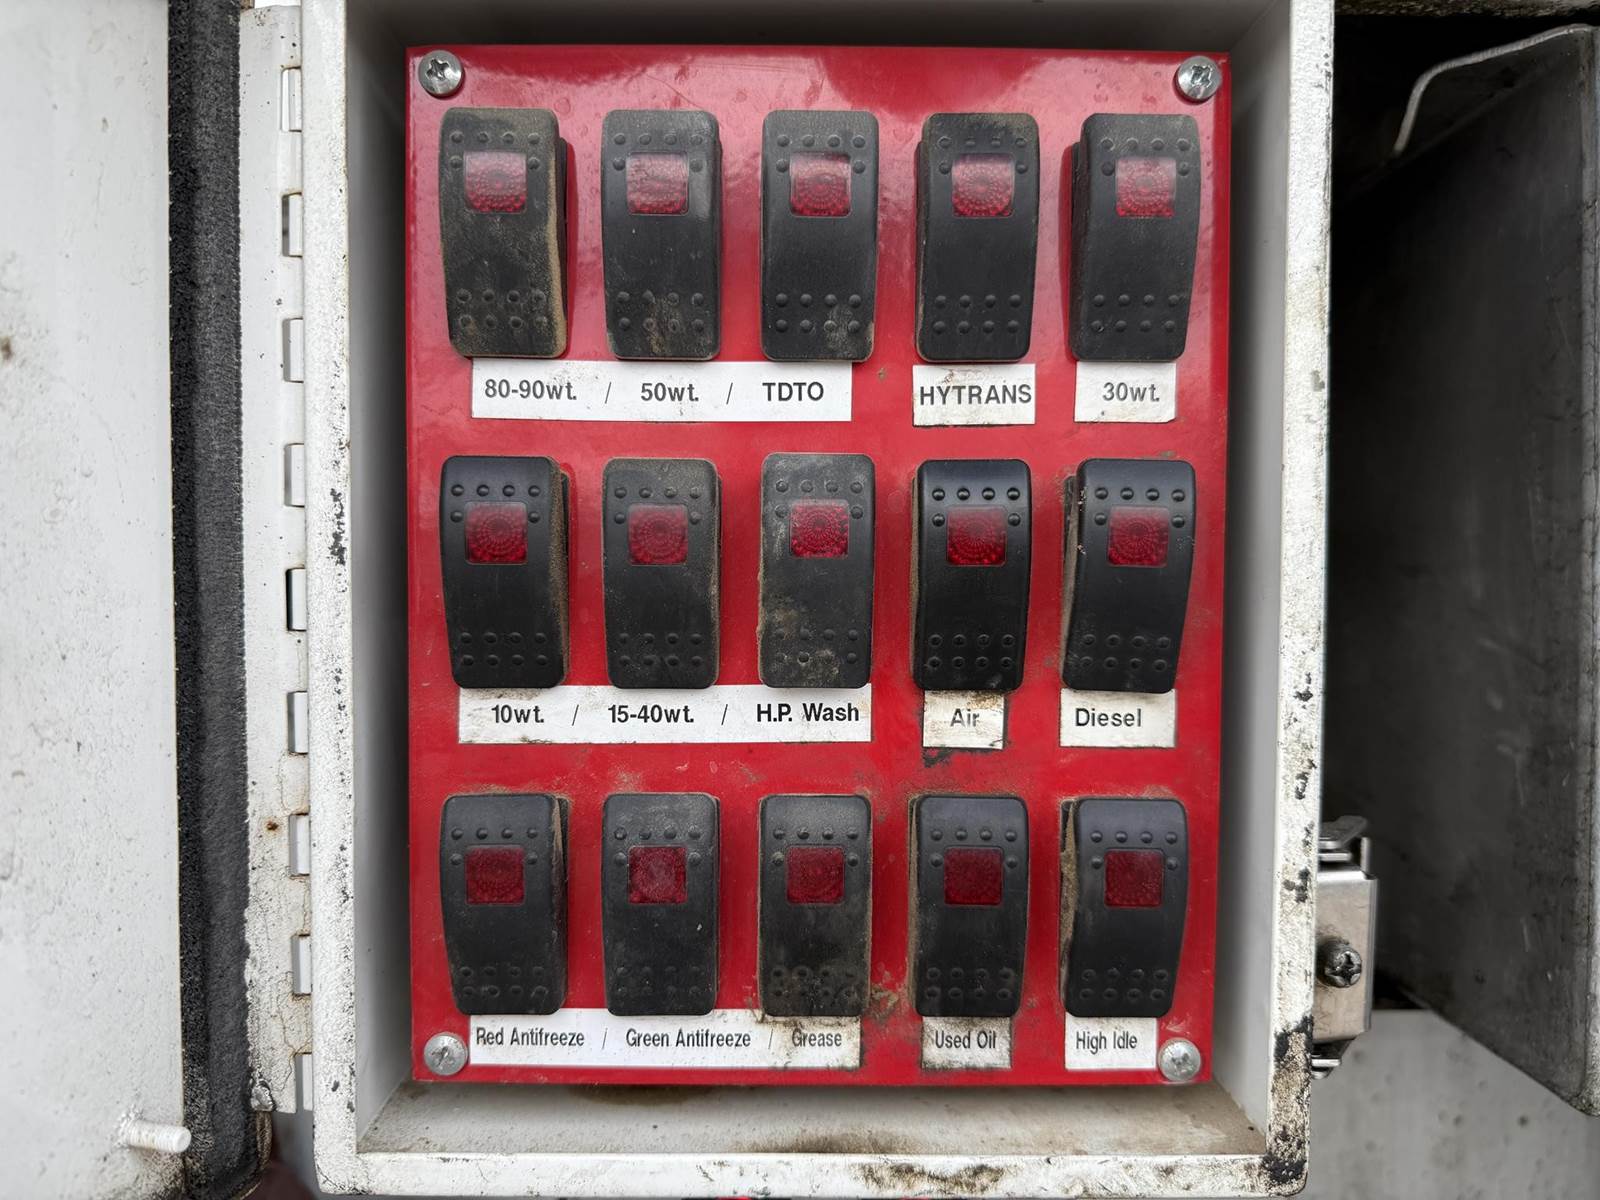 80-90wt. / 50wt. / TDTO HYTRANS 30wt.
10wt. / 15-40wt. / H.P. Wash Air Diesel
Red Antifreeze / Green Antifreeze / Grease Used Oil High Idle